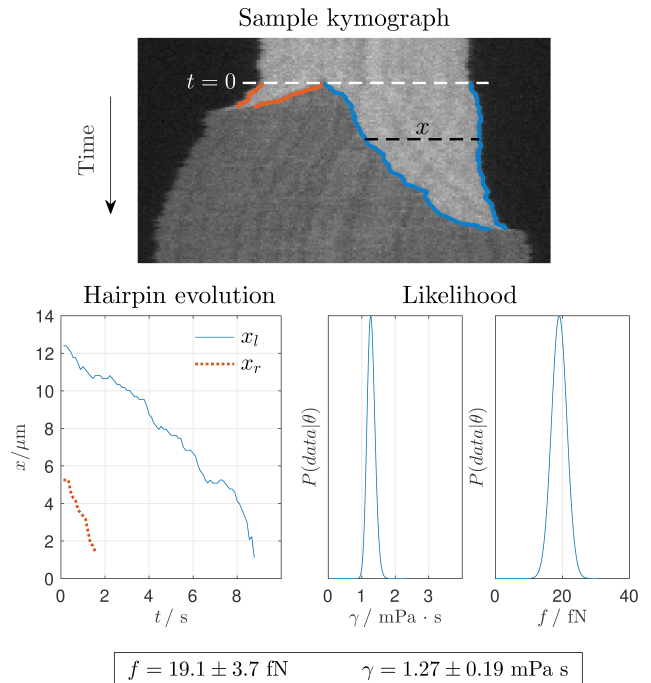 Sample kymograph
t = 0
Time
x
Hairpin evolution
Likelihood
14
12
10
8
6
4
2
0
x/μm
x_l
x_r
0 2 4 6 8
t / s
P(data|θ)
0 1 2 3
γ / mPa · s
P(data|θ)
0 20 40
f / fN
f = 19.1 ± 3.7 fN γ = 1.27 ± 0.19 mPa s